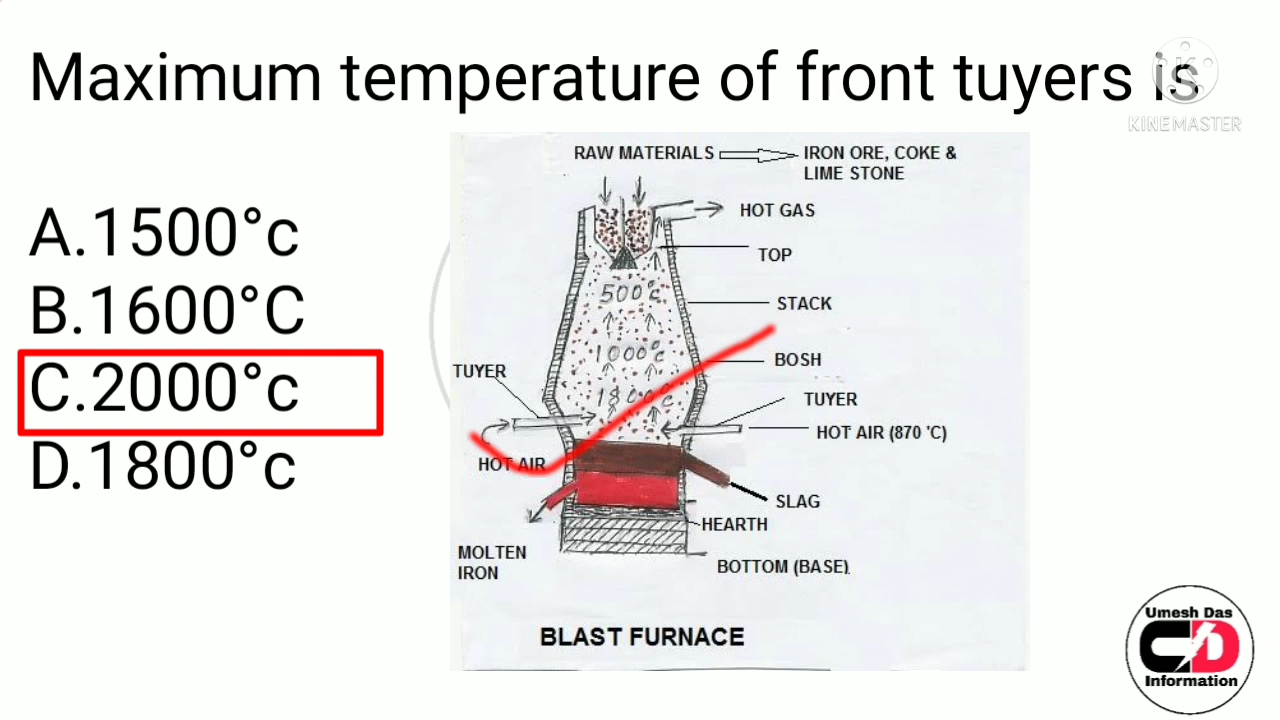 Maximum temperature of front tuyers is
KINEMASTER
A.1500°c
B.1600°C
C.2000°c
D.1800°c
RAW MATERIALS
IRON ORE, COKE &
LIME STONE
HOT GAS
TOP
500°c
STACK
1000°c
BOSH
TUYER
1800°C
TUYER
HOT AIR (870 'C)
HOT AIR
SLAG
HEARTH
MOLTEN
IRON
BOTTOM (BASE)
BLAST FURNACE
Umesh Das
Information